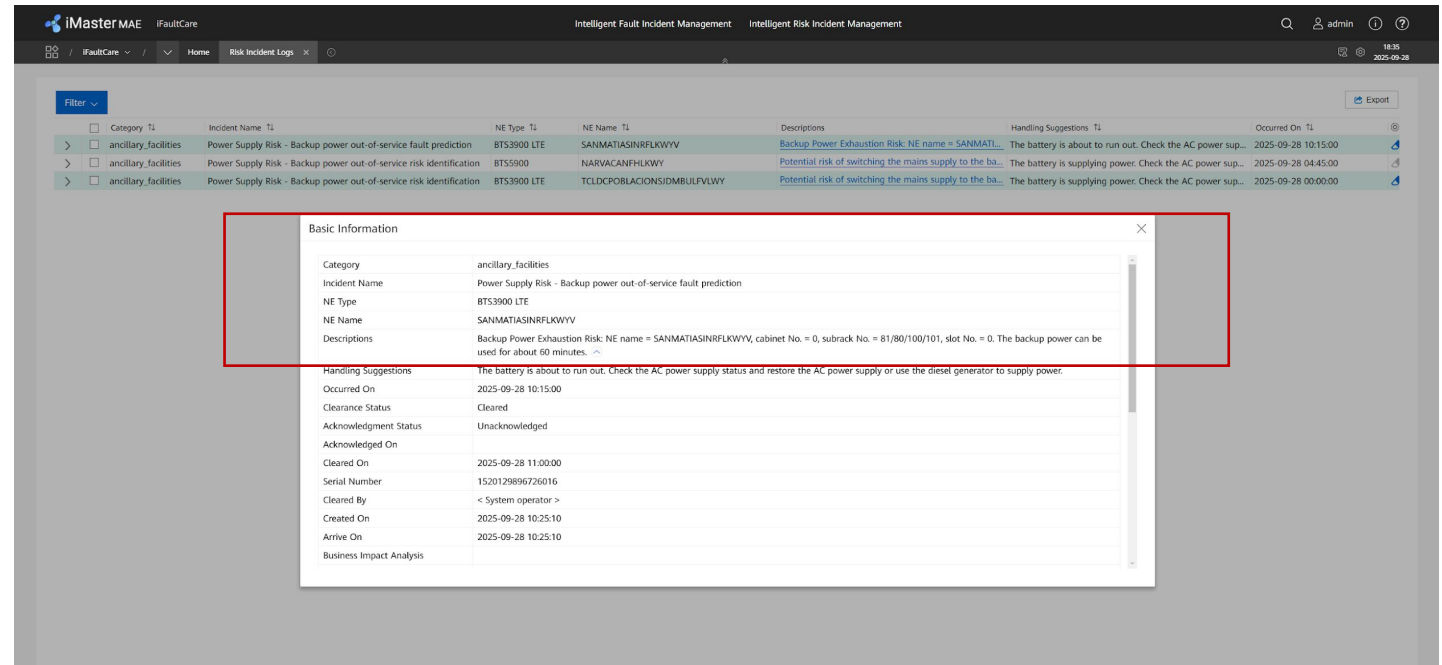 iMaster MAE iFaultCare Intelligent Fault Incident Management Intelligent Risk Incident Management admin
/ iFaultCare / Home Risk Incident Logs × 18:35
2025-09-28
Filter Export
Category Incident Name NE Type NE Name Descriptions Handling Suggestions Occurred On
ancillary_facilities Power Supply Risk - Backup power out-of-service fault prediction BTS3900 LTE SANMATIASINRFLKWYV Backup Power Exhaustion Risk: NE name = SANMATI... The battery is about to run out. Check the AC power sup... 2025-09-28 10:15:00
ancillary_facilities Power Supply Risk - Backup power out-of-service risk identification BTS5900 NARVACANFHLKWY Potential risk of switching the mains supply to the ba... The battery is supplying power. Check the AC power sup... 2025-09-28 04:45:00
ancillary_facilities Power Supply Risk - Backup power out-of-service risk identification BTS3900 LTE TCLDCPOBLACIONSJDMBULFVLWY Potential risk of switching the mains supply to the ba... The battery is supplying power. Check the AC power sup... 2025-09-28 00:00:00
Basic Information
Category ancillary_facilities
Incident Name Power Supply Risk - Backup power out-of-service fault prediction
NE Type BTS3900 LTE
NE Name SANMATIASINRFLKWYV
Descriptions Backup Power Exhaustion Risk: NE name = SANMATIASINRFLKWYV, cabinet No. = 0, subrack No. = 81/80/100/101, slot No. = 0. The backup power can be
used for about 60 minutes.
Handling Suggestions The battery is about to run out. Check the AC power supply status and restore the AC power supply or use the diesel generator to supply power.
Occurred On 2025-09-28 10:15:00
Clearance Status Cleared
Acknowledgment Status Unacknowledged
Acknowledged On
Cleared On 2025-09-28 11:00:00
Serial Number 1520129896726016
Cleared By < System operator >
Created On 2025-09-28 10:25:10
Arrive On 2025-09-28 10:25:10
Business Impact Analysis